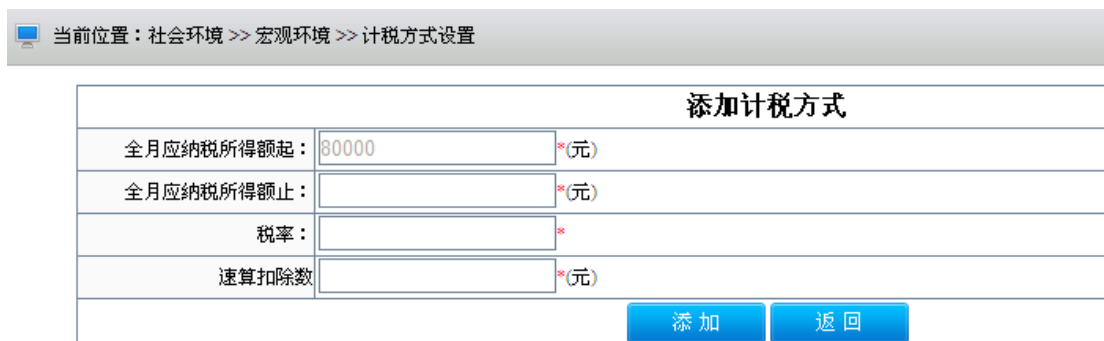 当前位置：社会环境 >> 宏观环境 >> 计税方式设置
添加计税方式
全月应纳税所得额起： 80000 *(元)
全月应纳税所得额止： *(元)
税率： *
速算扣除数 *(元)
添 加 返 回